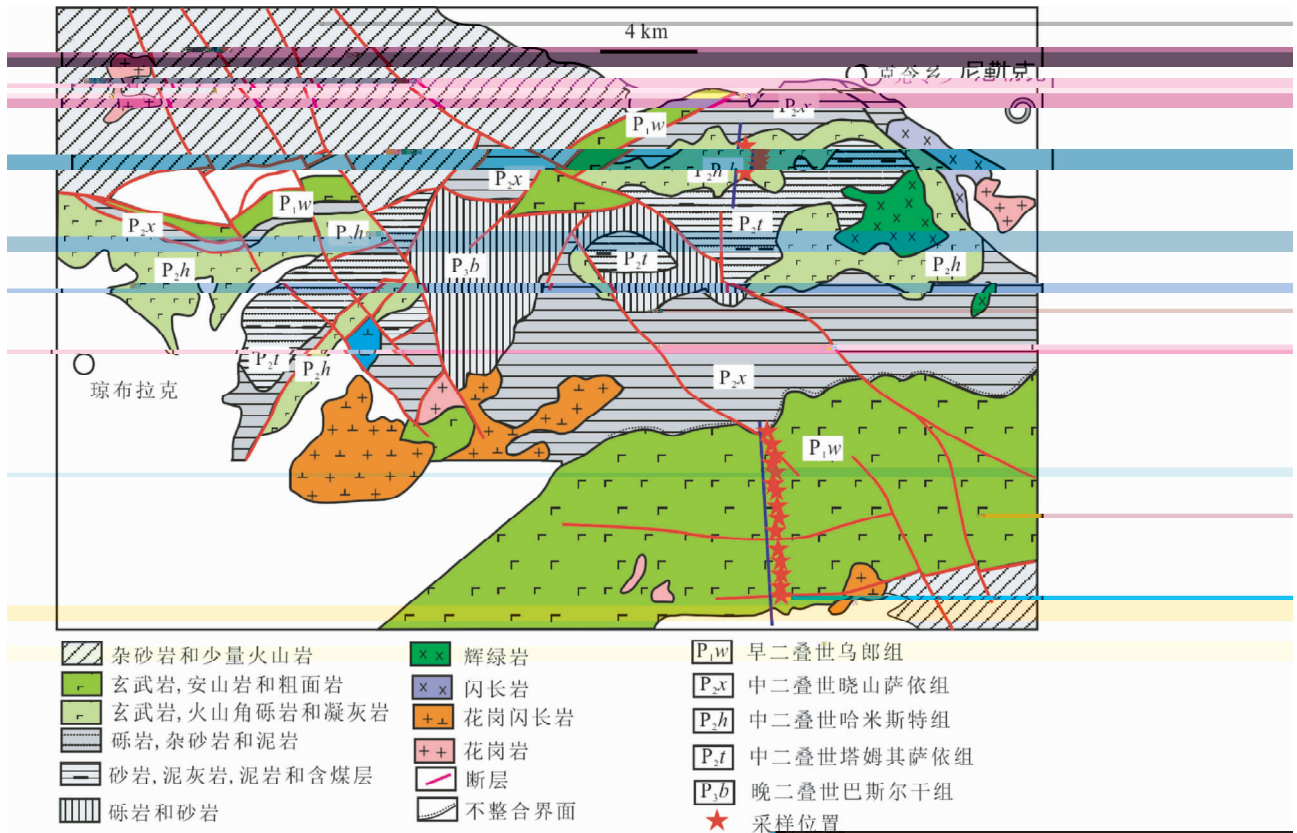 4 km
尼勒克
P₂x
P₁w
P₂h
P₂x
P₁w
P₂x
P₂h
P₂t
P₂h
P₃b
P₂t
P₂h
P₂t
P₂h
P₂x
琼布拉克
P₁w
杂砂岩和少量火山岩
玄武岩,安山岩和粗面岩
玄武岩,火山角砾岩和凝灰岩
砾岩,杂砂岩和泥岩
砂岩,泥灰岩,泥岩和含煤层
砾岩和砂岩
辉绿岩
闪长岩
花岗闪长岩
花岗岩
断层
不整合界面
P₁w 早二叠世乌郎组
P₂x 中二叠世晓山萨依组
P₂h 中二叠世哈米斯特组
P₂t 中二叠世塔姆其萨依组
P₃b 晚二叠世巴斯尔干组
采样位置